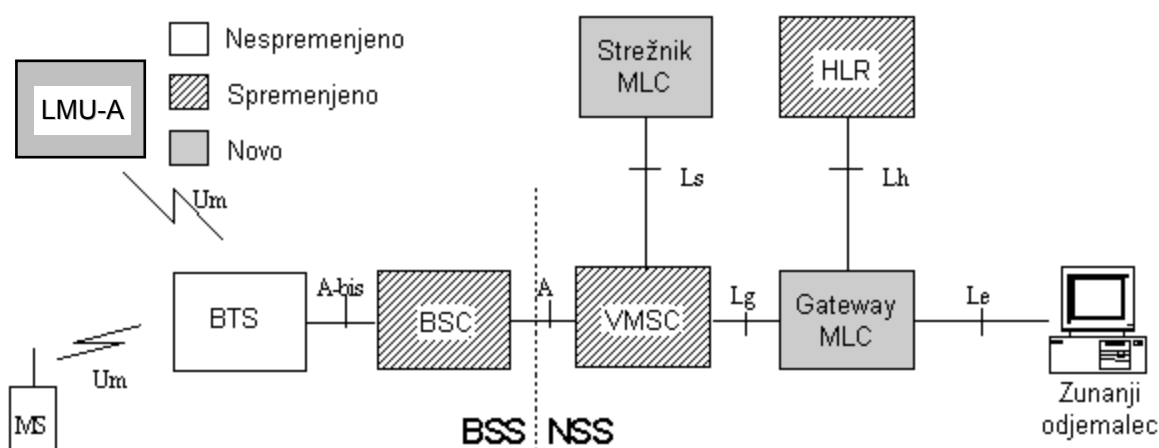 Nespremenjeno
Spremenjeno
Novo
LMU-A
Strežnik
MLC
HLR
Ls
Lh
Um
A-bis
A
Lg
Le
BTS
BSC
VMSC
Gateway
MLC
Um
MS
BSS
NSS
Zunanji
odjemalec